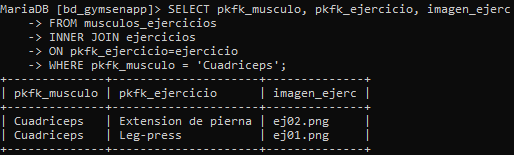 MariaDB [bd_gymsenapp]> SELECT pkfk_musculo, pkfk_ejercicio, imagen_ejerc
    -> FROM musculos_ejercicios
    -> INNER JOIN ejercicios
    -> ON pkfk_ejercicio=ejercicio
    -> WHERE pkfk_musculo = 'Cuadriceps';
+--------------+---------------------+--------------+
| pkfk_musculo | pkfk_ejercicio      | imagen_ejerc |
+--------------+---------------------+--------------+
| Cuadriceps   | Extension de pierna | ej02.png     |
| Cuadriceps   | Leg-press           | ej01.png     |
+--------------+---------------------+--------------+